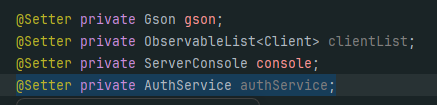 @Setter private Gson gson;
@Setter private ObservableList<Client> clientList;
@Setter private ServerConsole console;
@Setter private AuthService authService;